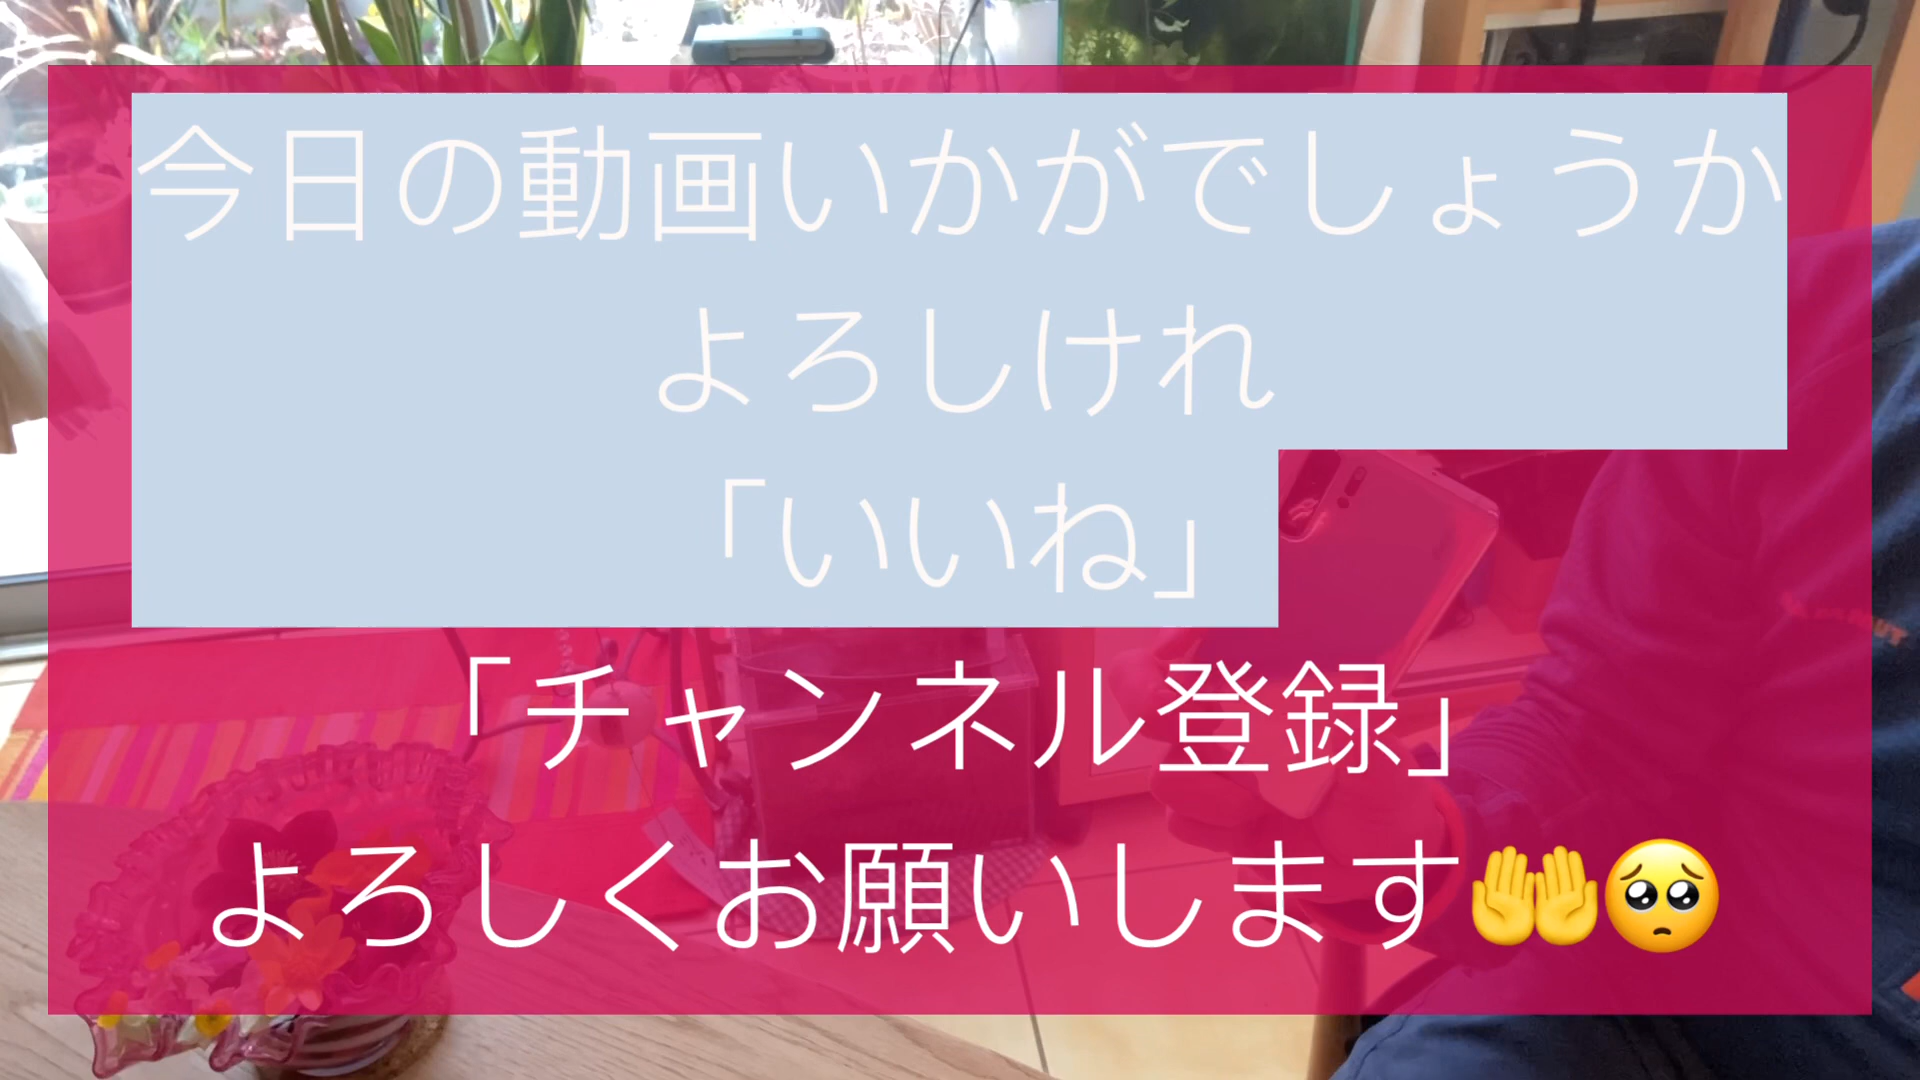 今日の動画いかがでしょうか
よろしけれ
「いいね」
「チャンネル登録」
よろしくお願いします🤲🥺